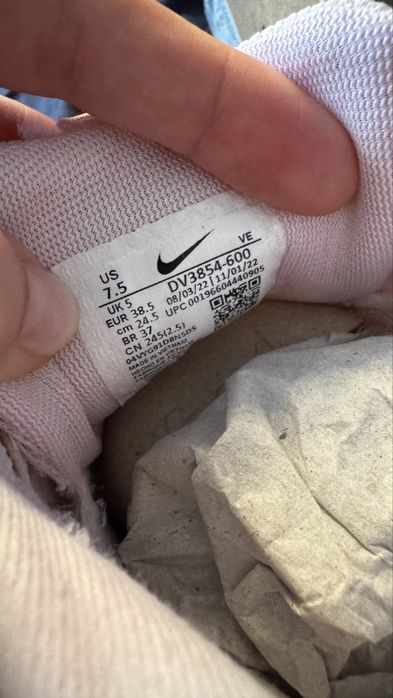 US
7.5
VE
UK 5
DV3854-600
EUR 38.5
08/03/22 | 11/01/22
cm 24.5
UPC 00196604440905
BR 37
CN 245(2.5)
MADE IN VIETNAM